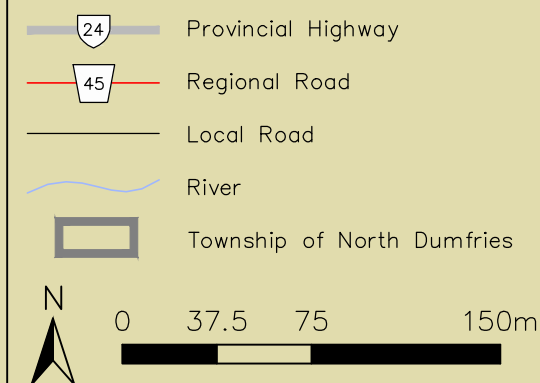 24 Provincial Highway
45 Regional Road
Local Road
River
Township of North Dumfries
N
0 37.5 75 150m